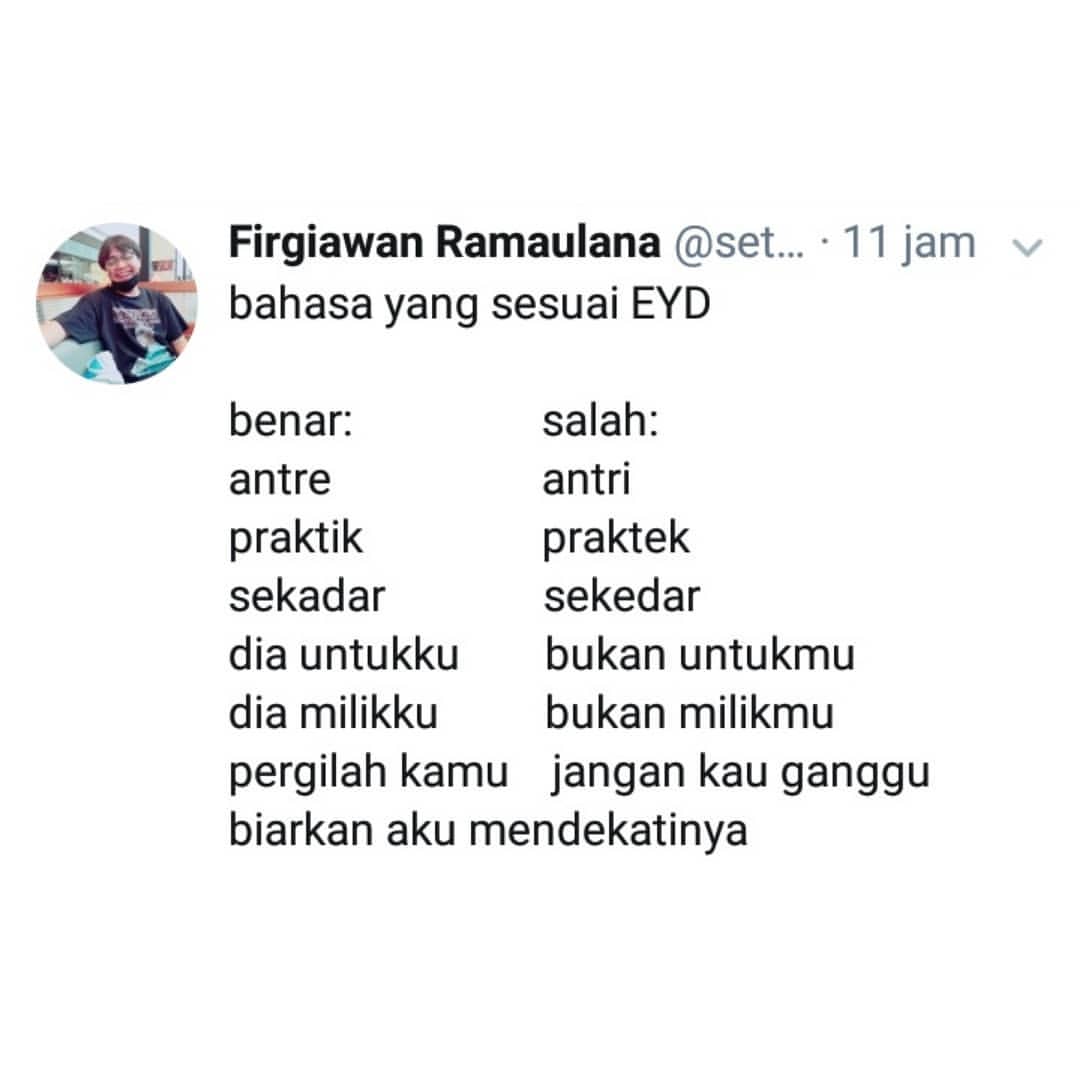 Firgiawan Ramaulana @set... · 11 jam
bahasa yang sesuai EYD
benar: salah:
antre antri
praktik praktek
sekadar sekedar
dia untukku bukan untukmu
dia milikku bukan milikmu
pergilah kamu jangan kau ganggu
biarkan aku mendekatinya